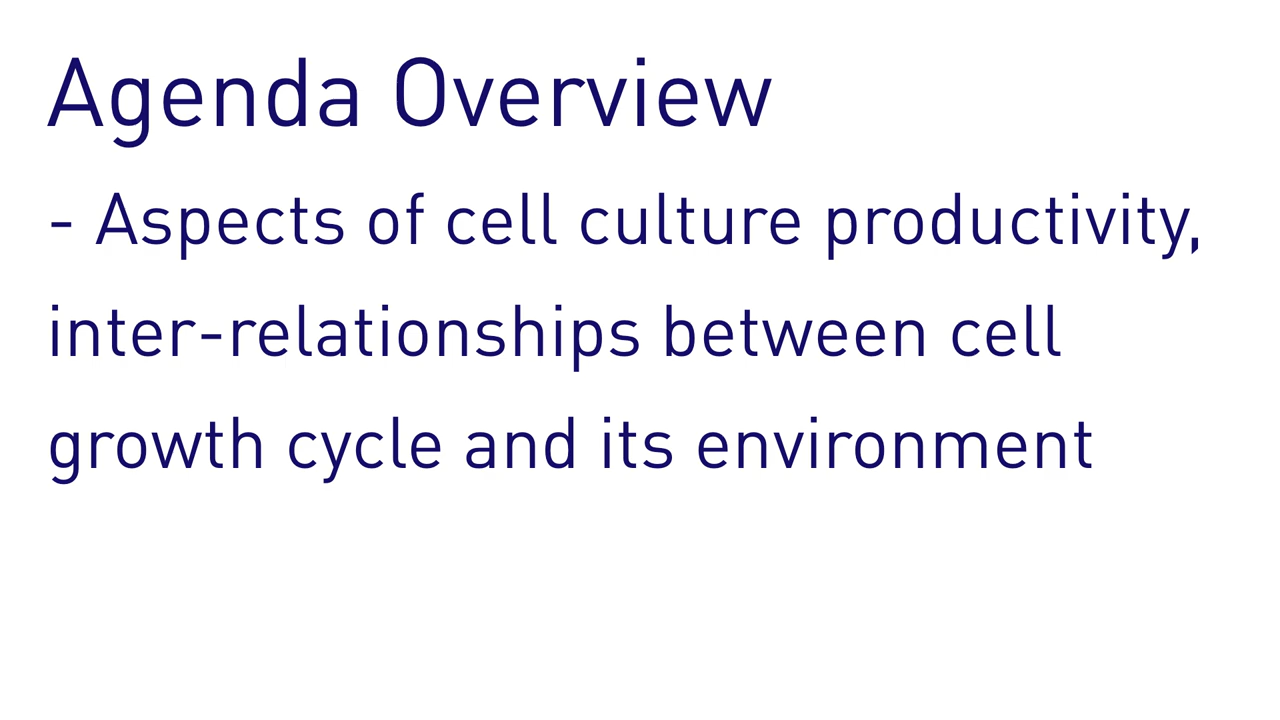 Agenda Overview
- Aspects of cell culture productivity,
inter-relationships between cell
growth cycle and its environment